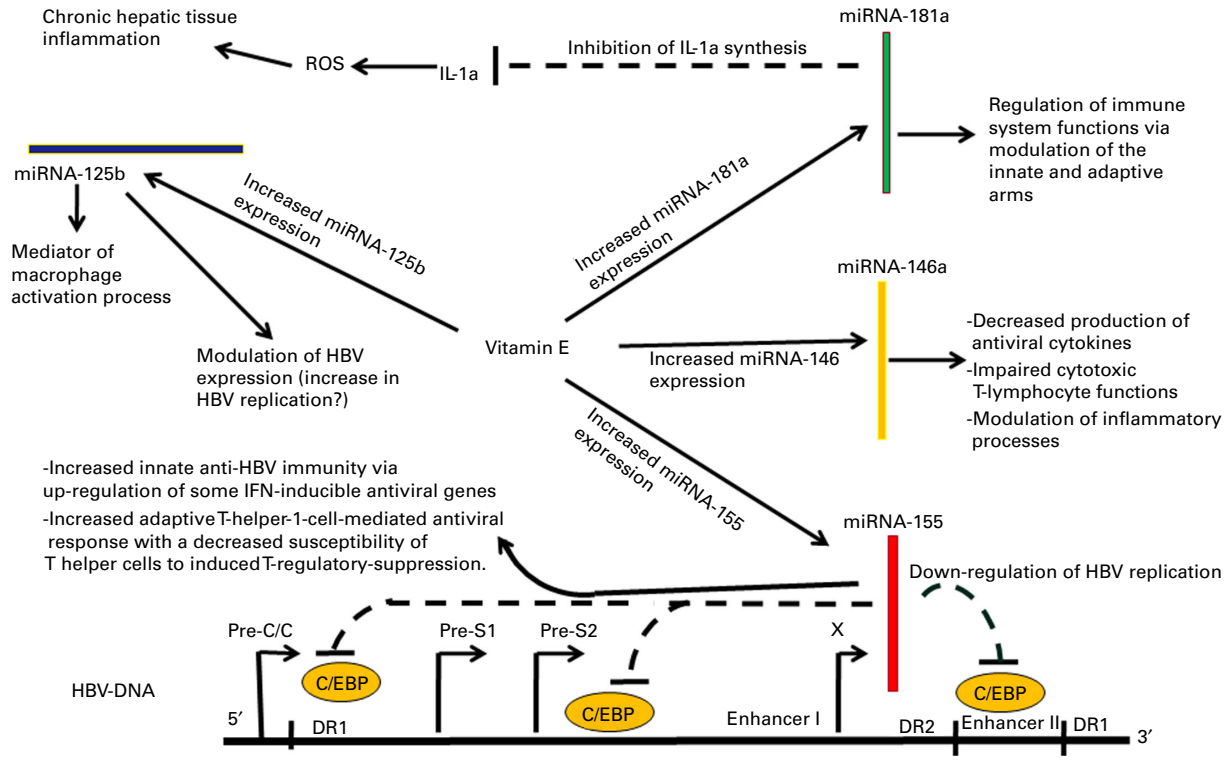 Chronic hepatic tissue
inflammation
ROS
IL-1a
Inhibition of IL-1a synthesis
miRNA-181a
Regulation of immune
system functions via
modulation of the
innate and adaptive
arms
miRNA-125b
Increased miRNA-125b
expression
Increased miRNA-181a
expression
Mediator of
macrophage
activation process
miRNA-146a
Modulation of HBV
expression (increase in
HBV replication?)
Vitamin E
Increased miRNA-146
expression
-Decreased production of
antiviral cytokines
-Impaired cytotoxic
T-lymphocyte functions
-Modulation of inflammatory
processes
Increased miRNA-155
expression
-Increased innate anti-HBV immunity via
up-regulation of some IFN-inducible antiviral genes
-Increased adaptive T-helper-1-cell-mediated antiviral
response with a decreased susceptibility of
T helper cells to induced T-regulatory-suppression.
miRNA-155
Down-regulation of HBV replication
Pre-C/C
Pre-S1
Pre-S2
X
HBV-DNA
C/EBP
C/EBP
C/EBP
5′
DR1
Enhancer I
DR2
Enhancer II
DR1
3′